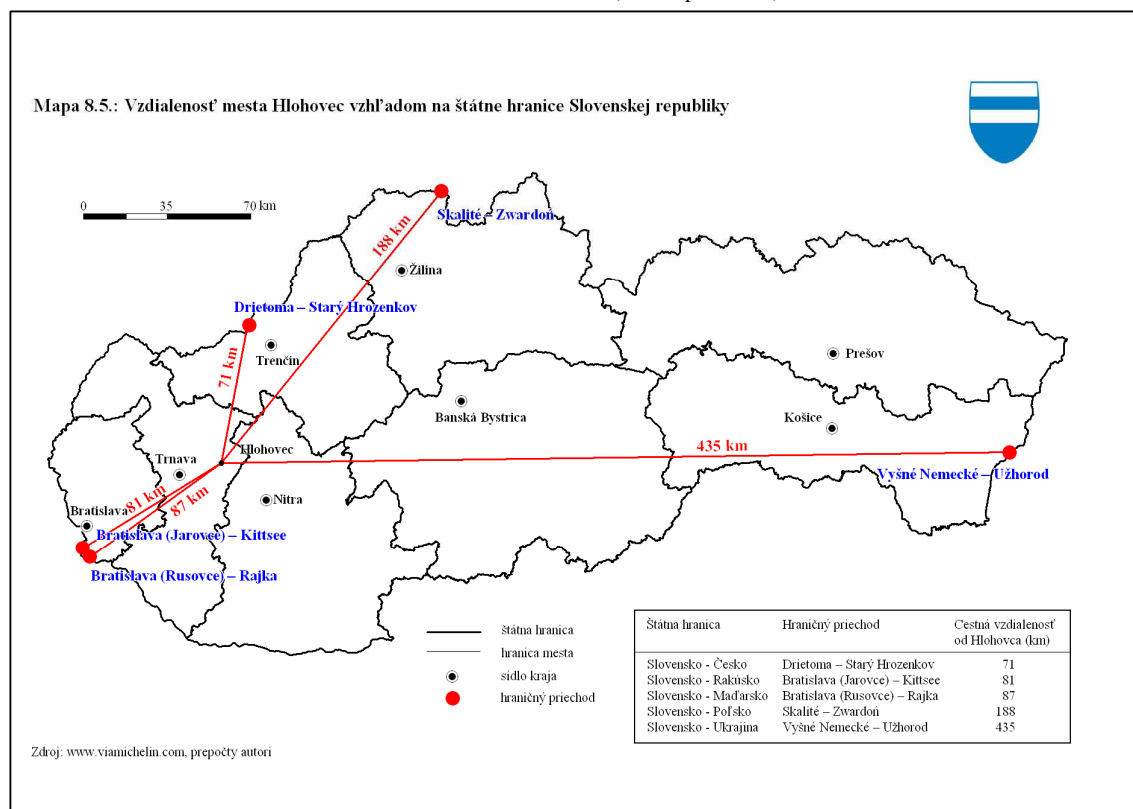 Mapa 8.5.: Vzdialenosť mesta Hlohovec vzhľadom na štátne hranice Slovenskej republiky
0 35 70 km
Skalité – Zwardoń
188 km
Žilina
Drietoma – Starý Hrozenkov
Trenčín
71 km
Prešov
Banská Bystrica
Košice
Hlohovec
435 km
Trnava
Vyšné Nemecké – Užhorod
81 km
87 km
Nitra
Bratislava
Bratislava (Jarovce) – Kittsee
Bratislava (Rusovce) – Rajka
štátna hranica
hranica mesta
sídlo kraja
hraničný priechod
Štátna hranica Hraničný priechod Cestná vzdialenosť
od Hlohovca (km)
Slovensko - Česko Drietoma – Starý Hrozenkov 71
Slovensko - Rakúsko Bratislava (Jarovce) – Kittsee 81
Slovensko - Maďarsko Bratislava (Rusovce) – Rajka 87
Slovensko - Poľsko Skalité – Zwardoń 188
Slovensko - Ukrajina Vyšné Nemecké – Užhorod 435
Zdroj: www.viamichelin.com, prepočty autori